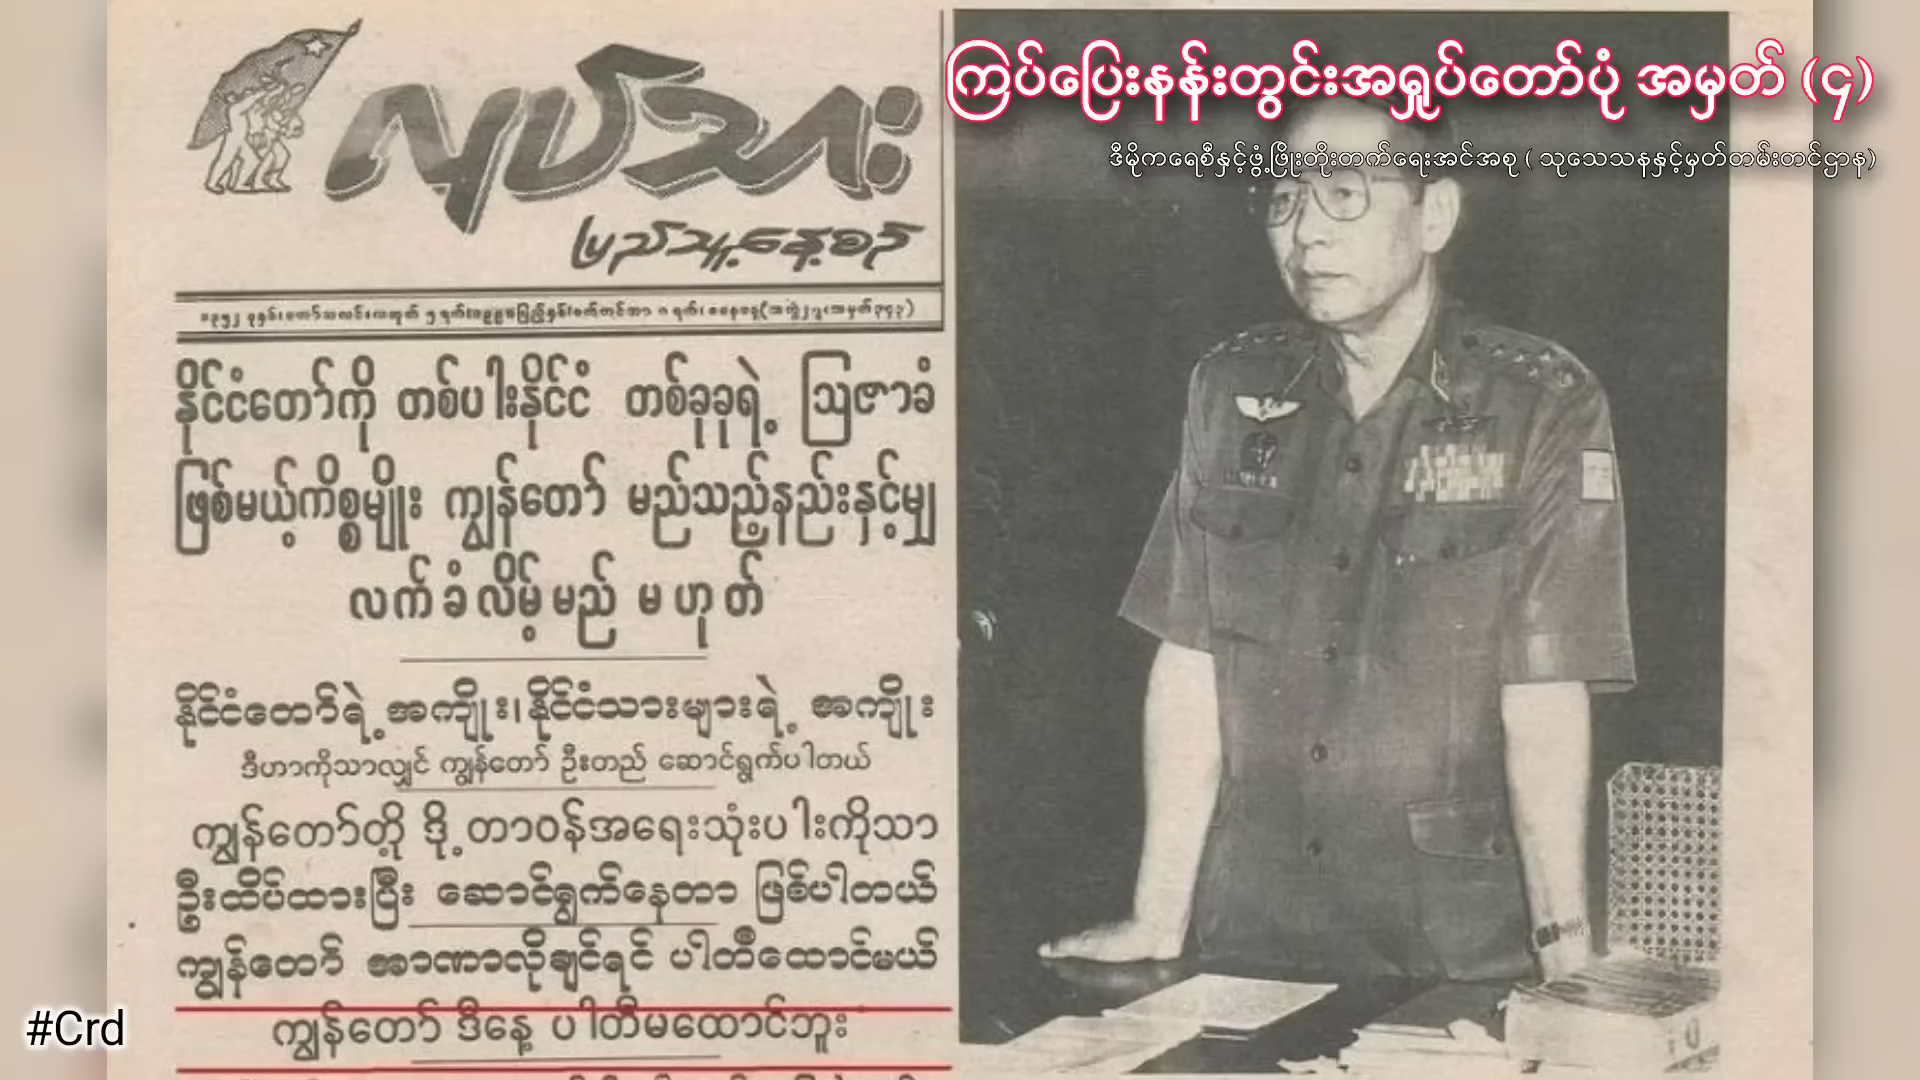 လုပ်သား
ပြည်သူ့နေ့စဉ်
နိုင်ငံတော်ကို တစ်ပါးနိုင်ငံ တစ်ခုခုရဲ့ ဩဇာခံ
ဖြစ်မယ့်ကိစ္စမျိုး ကျွန်တော် မည်သည့်နည်းနှင့်မျှ
လက်ခံလိမ့်မည် မဟုတ်
နိုင်ငံတော်ရဲ့အကျိုး၊ နိုင်ငံသားများရဲ့ အကျိုး
ဒီဟာကိုသာလျှင် ကျွန်တော် ဦးတည် ဆောင်ရွက်ပါတယ်
ကျွန်တော်တို့ ဒို့တာဝန်အရေးသုံးပါးကိုသာ
ဦးထိပ်ထားပြီး ဆောင်ရွက်နေတာ ဖြစ်ပါတယ်
ကျွန်တော် အာဏာလိုချင်ရင် ပါတီထောင်မယ်
ကျွန်တော် ဒီနေ့ ပါတီမထောင်ဘူး
ကြပ်ပြေးနန်းတွင်းအရှုပ်တော်ပုံ အမှတ် (၄)
ဒီမိုကရေစီနှင့်ဖွံ့ဖြိုးတိုးတက်ရေးအင်အစု ( သုသေသနနှင့်မှတ်တမ်းတင်ဌာန)
#Crd